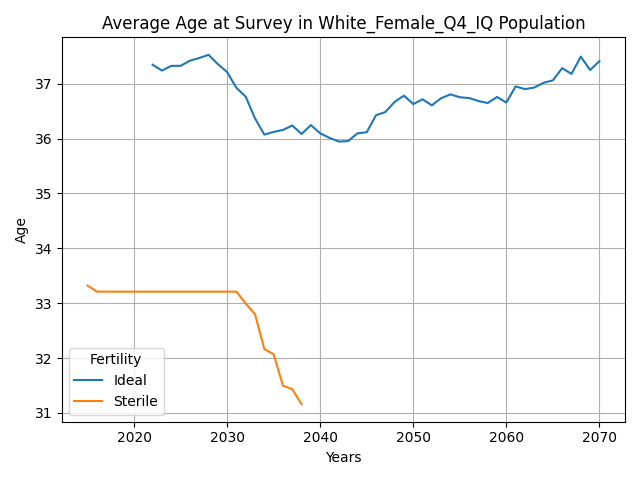 Average Age at Survey in White_Female_Q4_IQ Population
Age
37
36
35
34
33
32
31
Fertility
Ideal
Sterile
2020 2030 2040 2050 2060 2070
Years